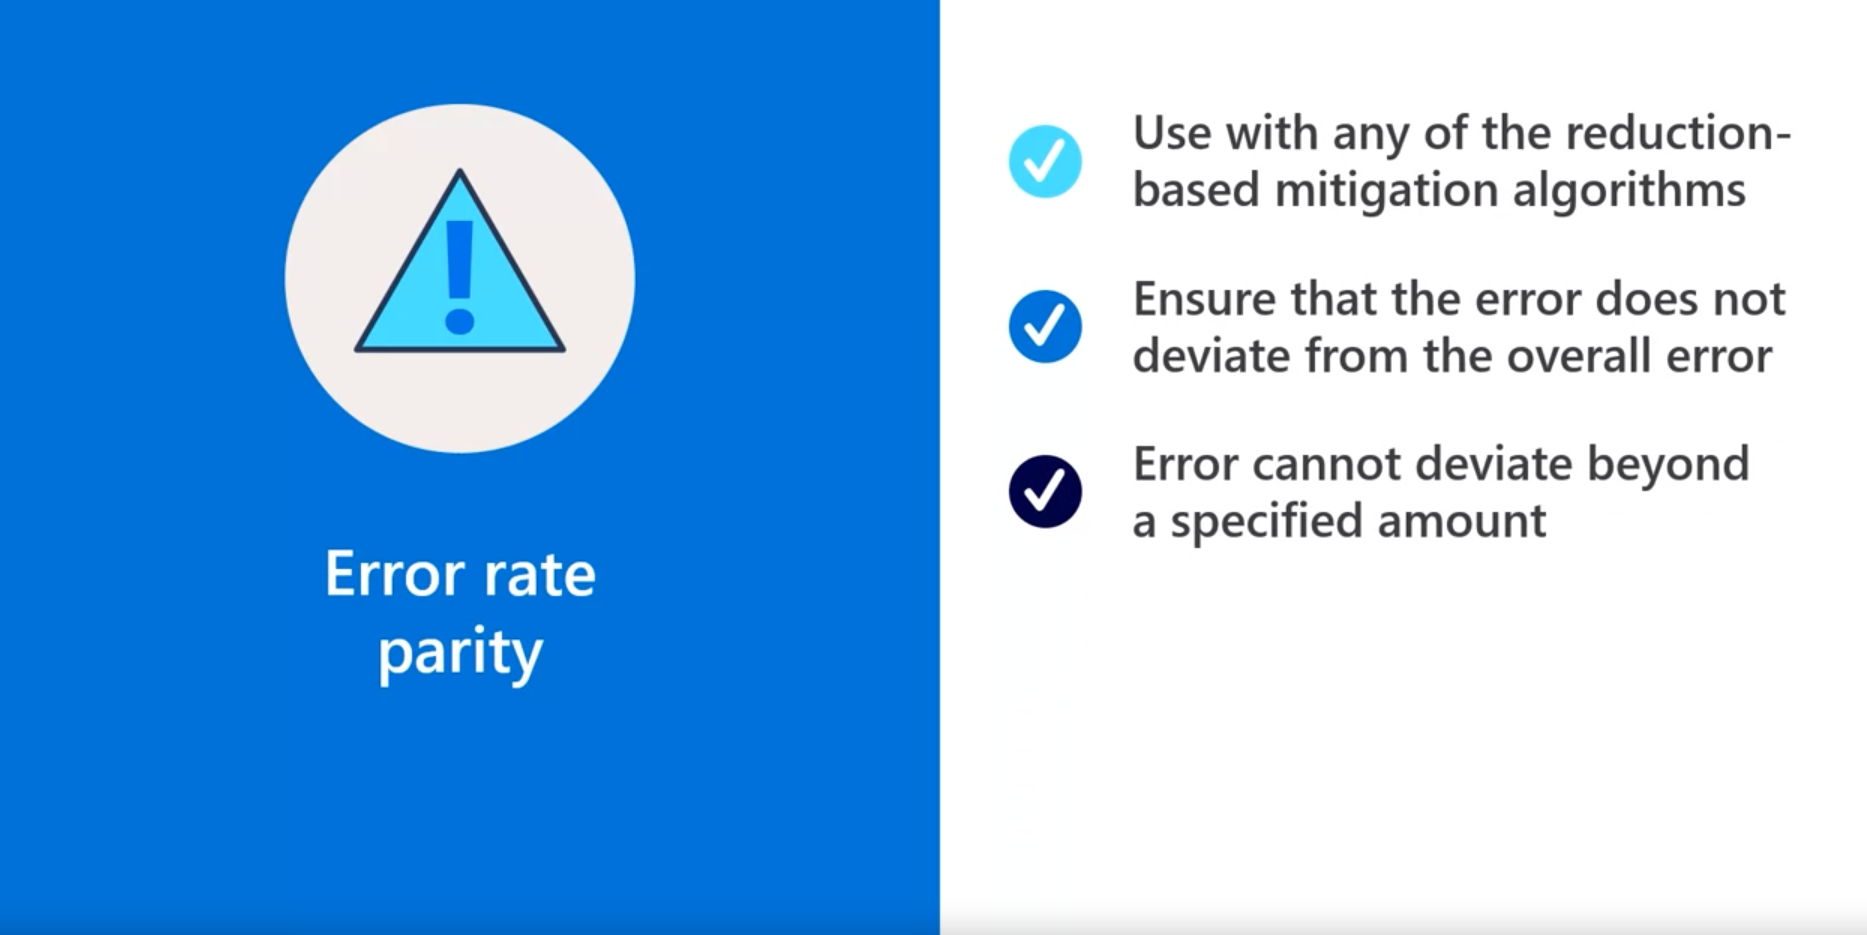 Error rate
parity
Use with any of the reduction-
based mitigation algorithms
Ensure that the error does not
deviate from the overall error
Error cannot deviate beyond
a specified amount